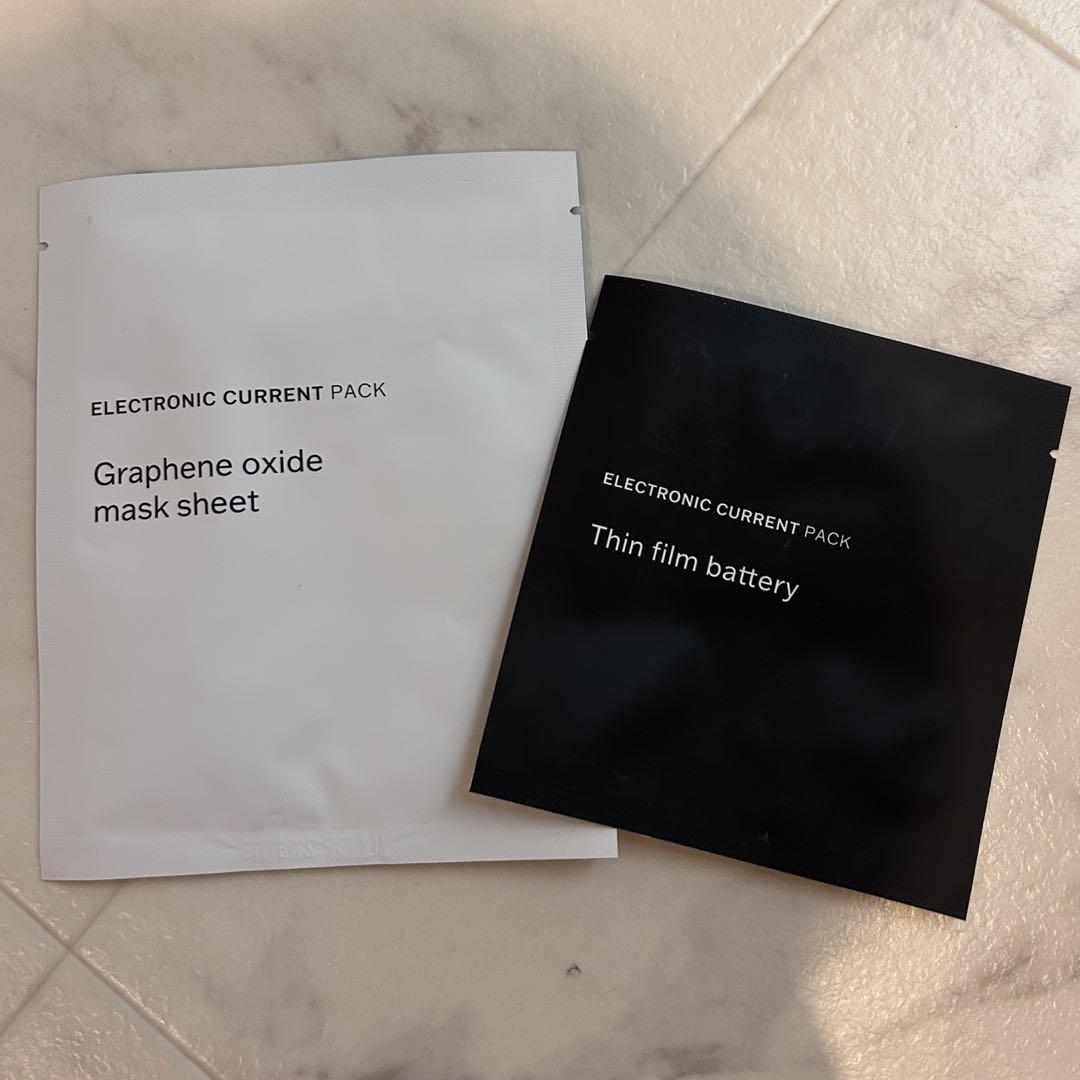 ELECTRONIC CURRENT PACK
Graphene oxide
mask sheet
ELECTRONIC CURRENT PACK
Thin film battery